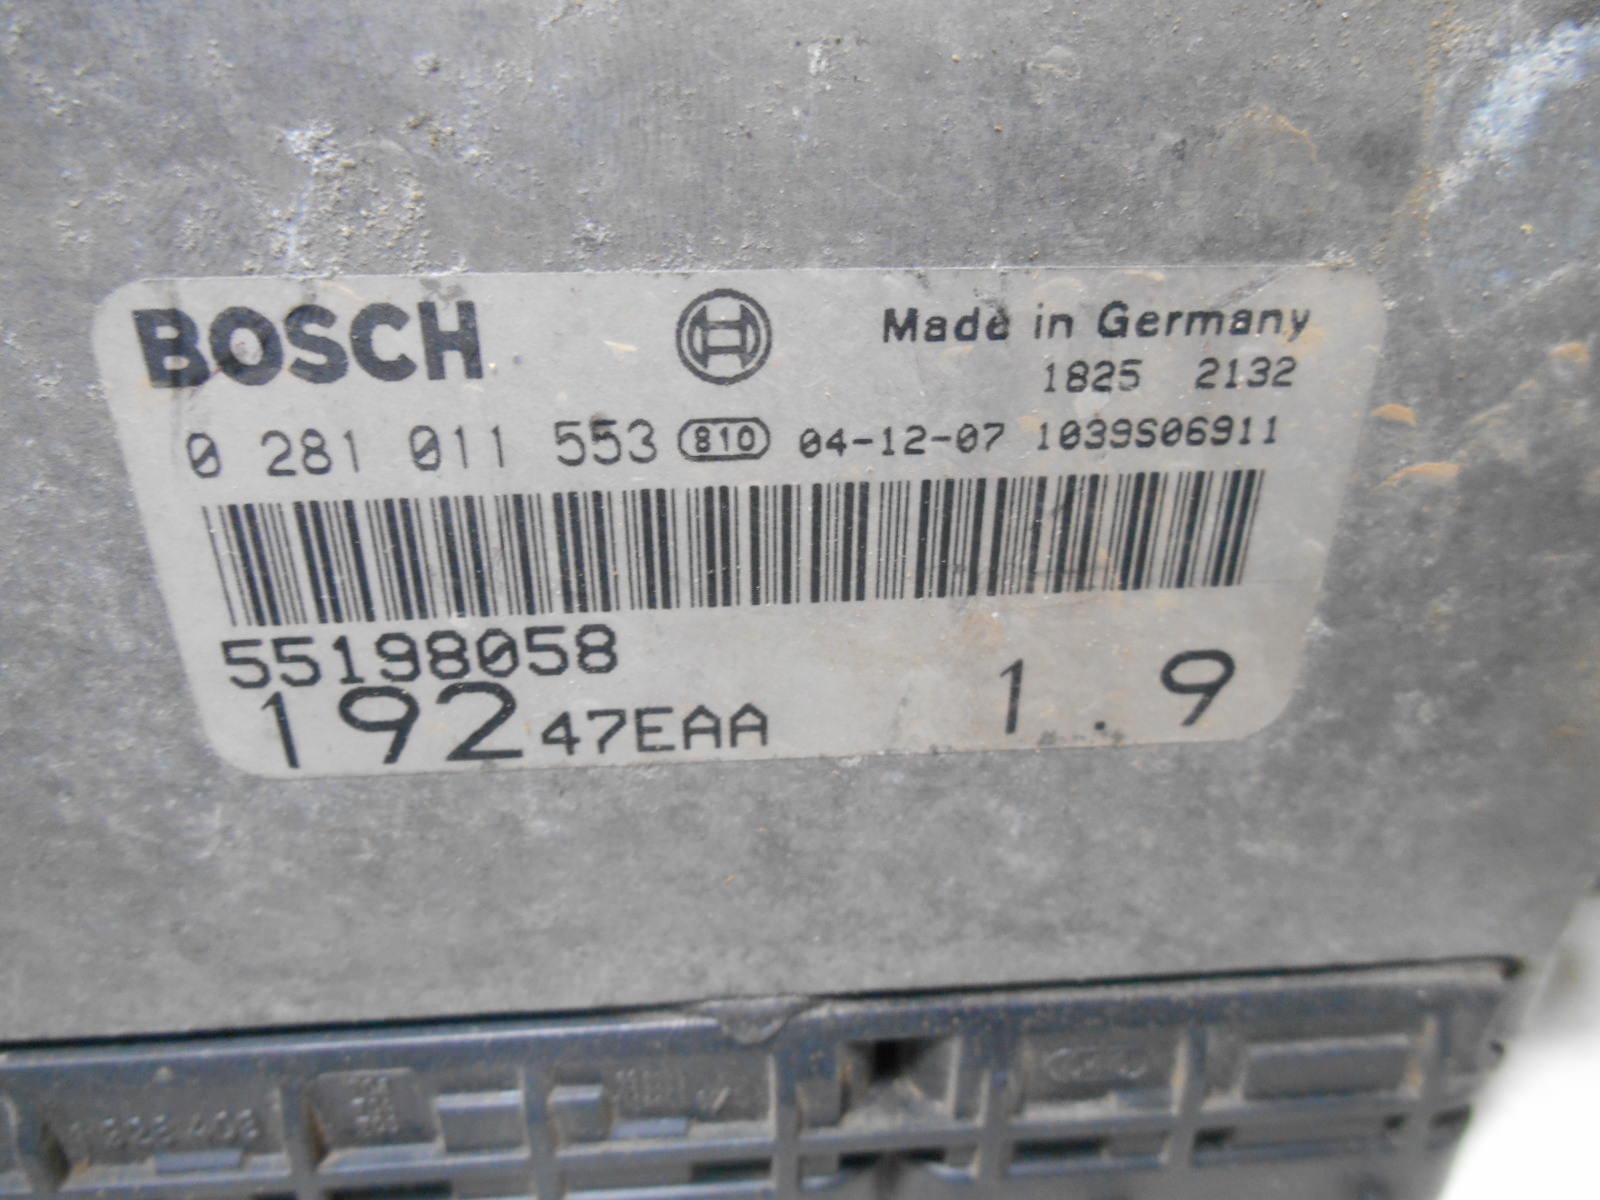 BOSCH Made in Germany
1825 2132
0 281 011 553 810 04-12-07 1039S06911
55198058
192 47EAA 1.9